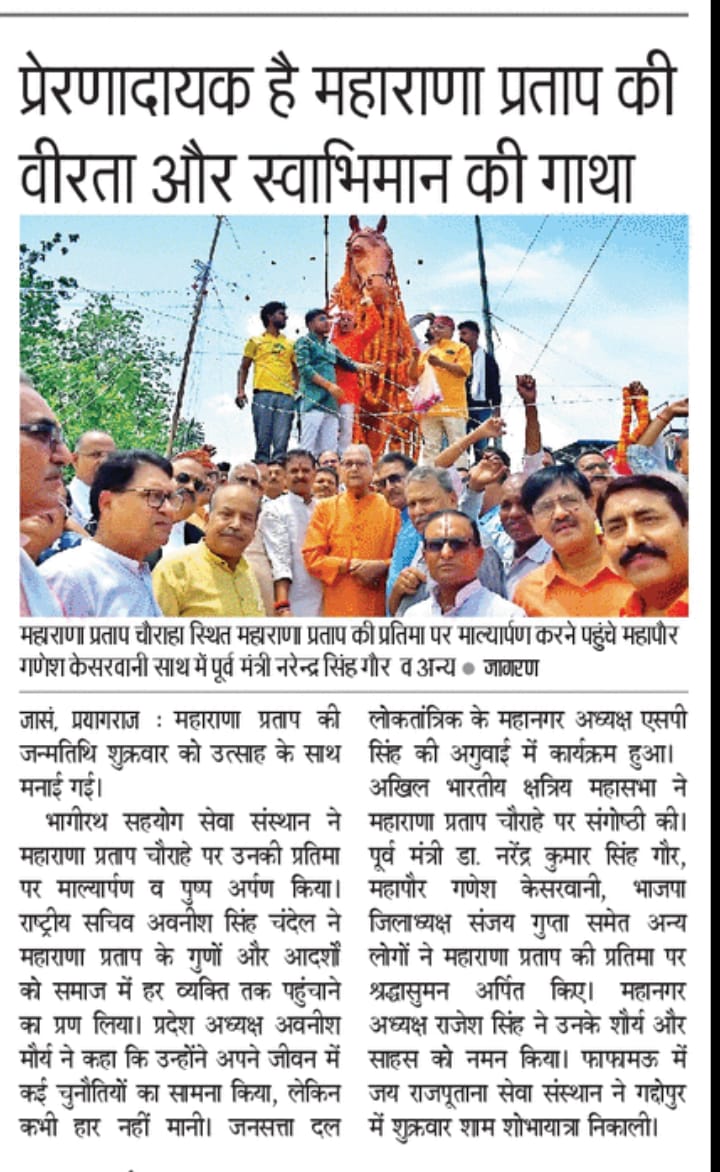 प्रेरणादायक है महाराणा प्रताप की
वीरता और स्वाभिमान की गाथा
महाराणा प्रताप चौराहा स्थित महाराणा प्रताप की प्रतिमा पर माल्यार्पण करने पहुंचे महापौर
गणेश केसरवानी साथ में पूर्व मंत्री नरेन्द्र सिंह गौर व अन्य ● जागरण
जासं, प्रयागराज : महाराणा प्रताप की
जन्मतिथि शुक्रवार को उत्साह के साथ
मनाई गई।
भागीरथ सहयोग सेवा संस्थान ने
महाराणा प्रताप चौराहे पर उनकी प्रतिमा
पर माल्यार्पण व पुष्प अर्पण किया।
राष्ट्रीय सचिव अवनीश सिंह चंदेल ने
महाराणा प्रताप के गुणों और आदर्शों
को समाज में हर व्यक्ति तक पहुंचाने
का प्रण लिया। प्रदेश अध्यक्ष अवनीश
मौर्य ने कहा कि उन्होंने अपने जीवन में
कई चुनौतियों का सामना किया, लेकिन
कभी हार नहीं मानी। जनसत्ता दल
लोकतांत्रिक के महानगर अध्यक्ष एसपी
सिंह की अगुवाई में कार्यक्रम हुआ।
अखिल भारतीय क्षत्रिय महासभा ने
महाराणा प्रताप चौराहे पर संगोष्ठी की।
पूर्व मंत्री डा. नरेंद्र कुमार सिंह गौर,
महापौर गणेश केसरवानी, भाजपा
जिलाध्यक्ष संजय गुप्ता समेत अन्य
लोगों ने महाराणा प्रताप की प्रतिमा पर
श्रद्धासुमन अर्पित किए। महानगर
अध्यक्ष राजेश सिंह ने उनके शौर्य और
साहस को नमन किया। फाफामऊ में
जय राजपूताना सेवा संस्थान ने गद्दोपुर
में शुक्रवार शाम शोभायात्रा निकाली।